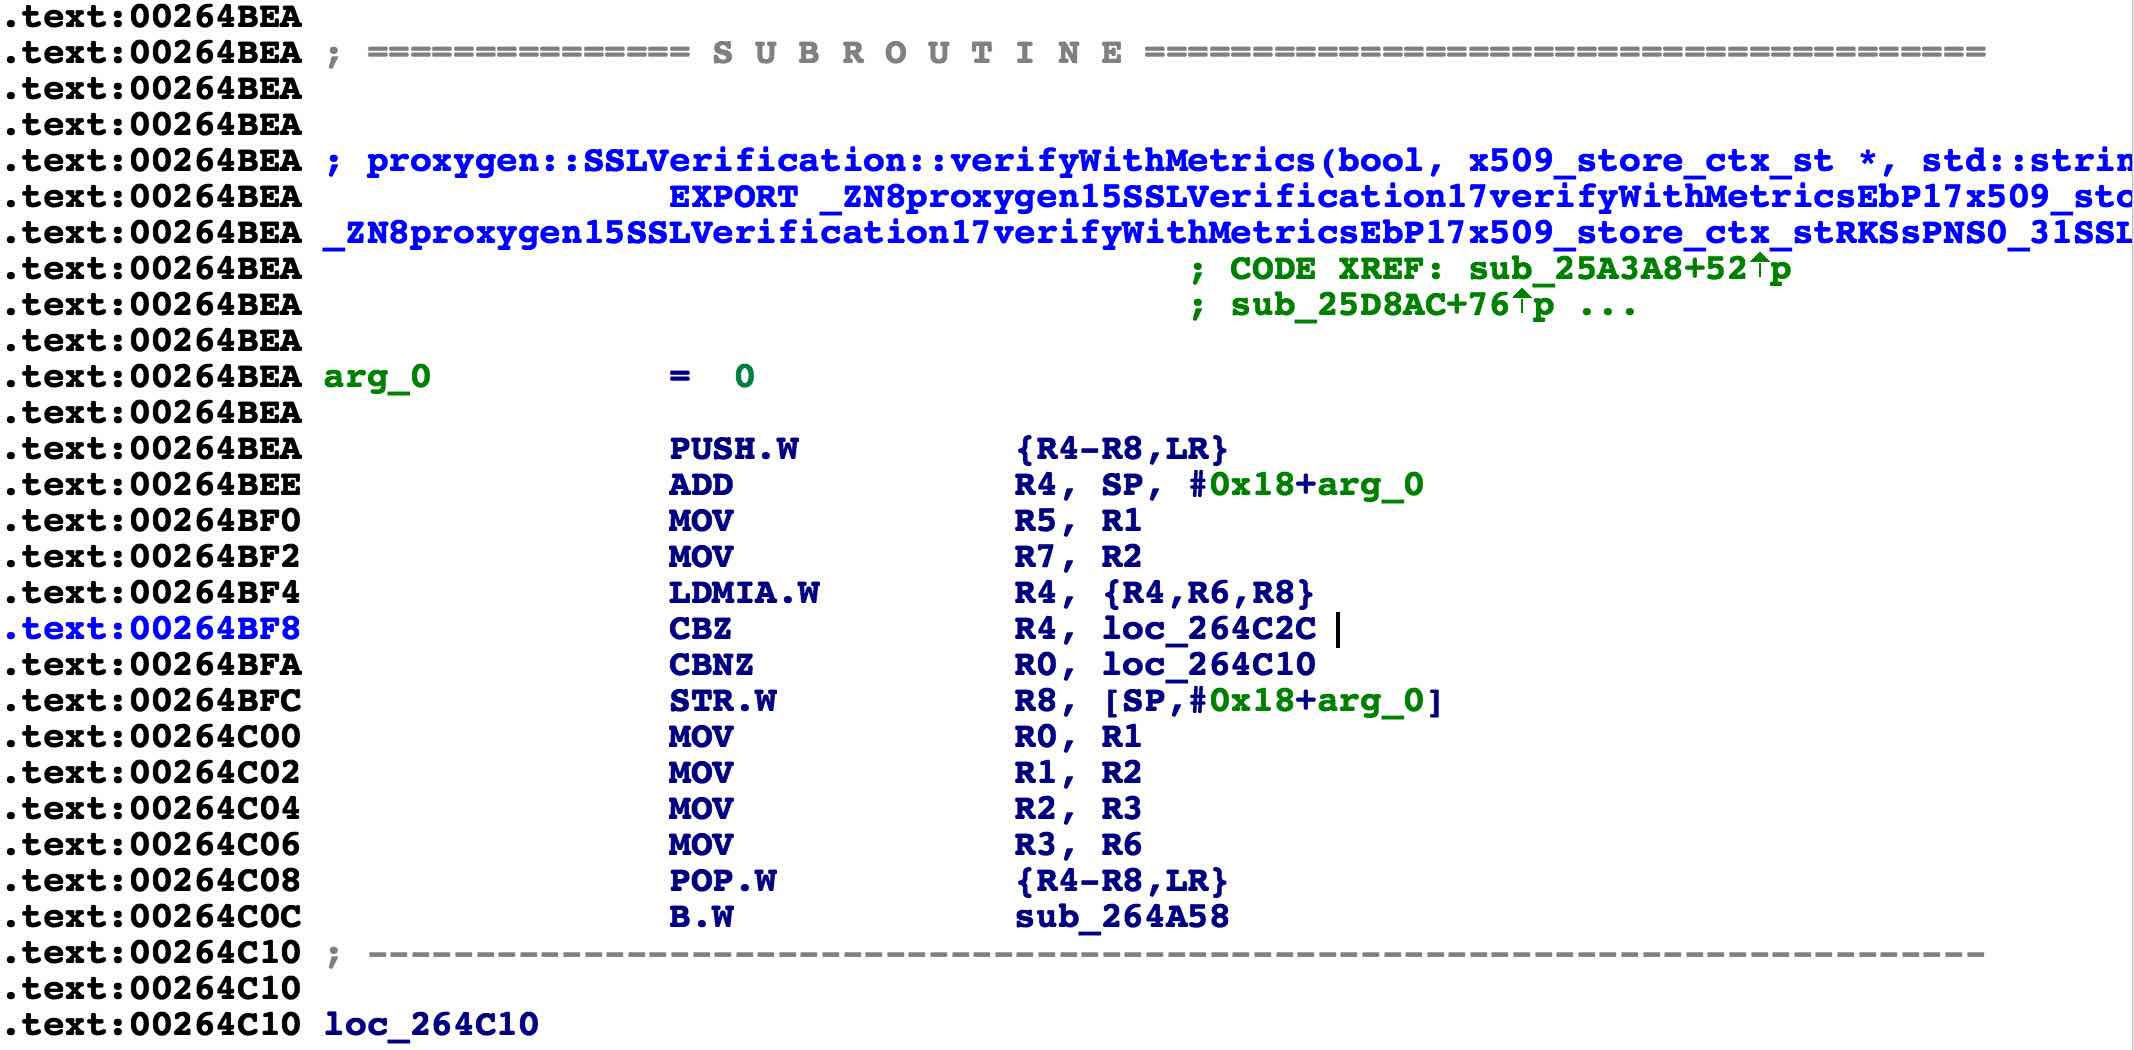 .text:00264BEA
.text:00264BEA ; =============== S U B R O U T I N E =======================================
.text:00264BEA
.text:00264BEA
.text:00264BEA ; proxygen::SSLVerification::verifyWithMetrics(bool, x509_store_ctx_st *, std::strin
.text:00264BEA EXPORT _ZN8proxygen15SSLVerification17verifyWithMetricsEbP17x509_sto
.text:00264BEA _ZN8proxygen15SSLVerification17verifyWithMetricsEbP17x509_store_ctx_stRKSsPNS0_31SSL
.text:00264BEA ; CODE XREF: sub_25A3A8+52↑p
.text:00264BEA ; sub_25D8AC+76↑p ...
.text:00264BEA
.text:00264BEA arg_0 = 0
.text:00264BEA
.text:00264BEA PUSH.W {R4-R8,LR}
.text:00264BEE ADD R4, SP, #0x18+arg_0
.text:00264BF0 MOV R5, R1
.text:00264BF2 MOV R7, R2
.text:00264BF4 LDMIA.W R4, {R4,R6,R8}
.text:00264BF8 CBZ R4, loc_264C2C
.text:00264BFA CBNZ R0, loc_264C10
.text:00264BFC STR.W R8, [SP,#0x18+arg_0]
.text:00264C00 MOV R0, R1
.text:00264C02 MOV R1, R2
.text:00264C04 MOV R2, R3
.text:00264C06 MOV R3, R6
.text:00264C08 POP.W {R4-R8,LR}
.text:00264C0C B.W sub_264A58
.text:00264C10 ; ---------------------------------------------------------------------------
.text:00264C10
.text:00264C10 loc_264C10